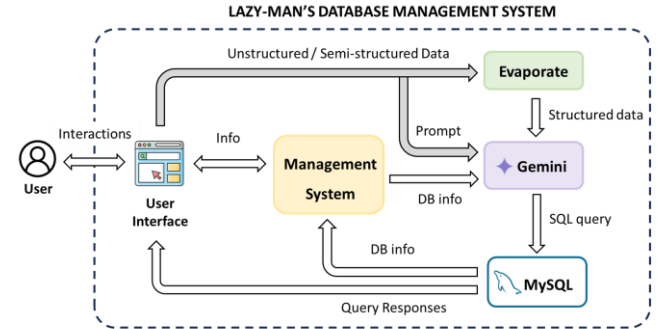 LAZY-MAN'S DATABASE MANAGEMENT SYSTEM
Unstructured / Semi-structured Data
Evaporate
Structured data
Interactions
Info
Prompt
Management
System
Gemini
User
User
Interface
DB info
SQL query
DB info
MySQL
Query Responses